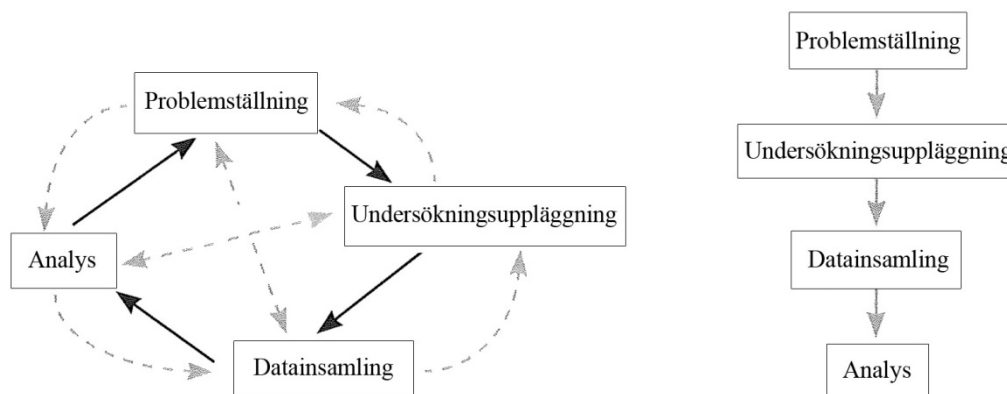 Problemställning
Undersökningsuppläggning
Analys
Datainsamling
Problemställning
Undersökningsuppläggning
Datainsamling
Analys